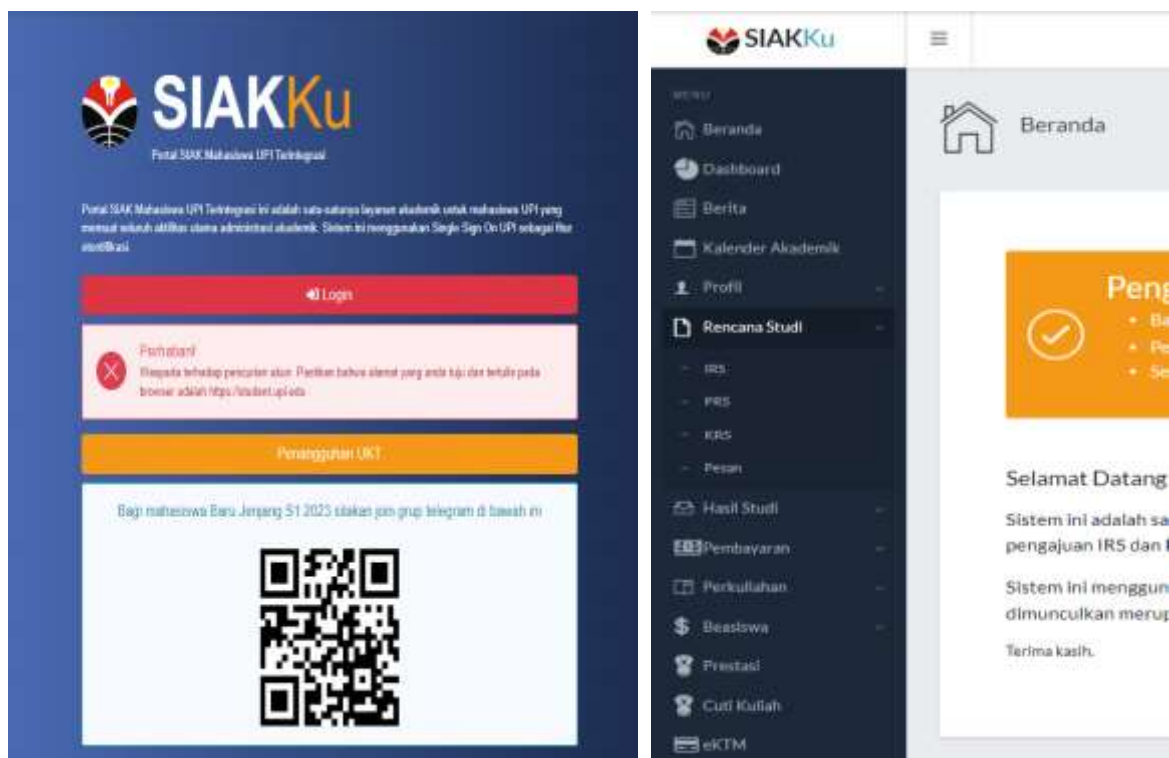 SIAKKu
Portal SIAK Mahasiswa UPI Terintegrasi
Portal SIAK Mahasiswa UPI Terintegrasi ini adalah satu-satunya layanan akademik untuk mahasiswa UPI yang
memuat seluruh aktifitas utama administrasi akademik. Sistem ini menggunakan Single Sign On UPI sebagai fitur
otentifikasi.
Login
Perhatian!
Waspada terhadap pencurian akun. Pastikan bahwa alamat yang anda tuju dan tertulis pada
browser adalah https://student.upi.edu
Penangguhan UKT
Bagi mahasiswa Baru Jenjang S1 2023 silakan join grup telegram di bawah ini
SIAKKu
MENU
Beranda
Dashboard
Berita
Kalender Akademik
Profil
Rencana Studi
IRS
PRS
KRS
Pesan
Hasil Studi
Pembayaran
Perkuliahan
Beasiswa
Prestasi
Cuti Kuliah
eKTM
Beranda
Peng
Ba
Pe
Se
Selamat Datang
Sistem ini adalah sa
pengajuan IRS dan
Sistem ini menggun
dimunculkan merup
Terima kasih.